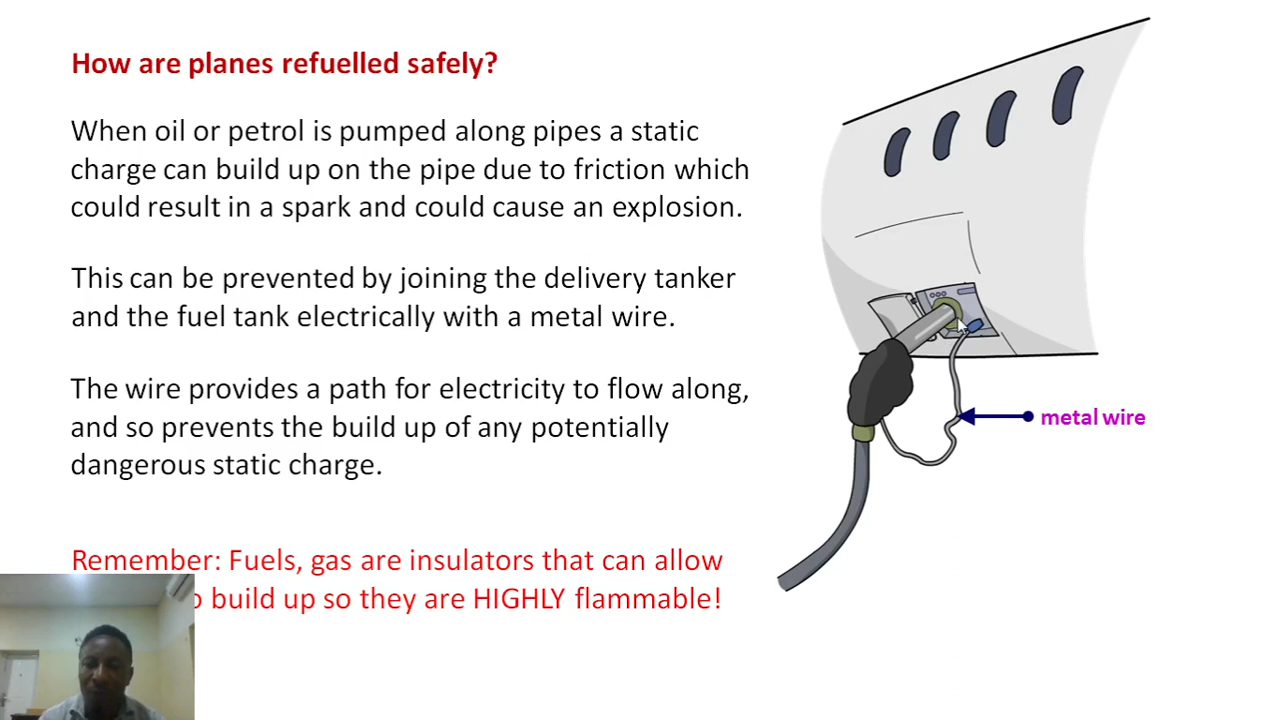 How are planes refuelled safely?
When oil or petrol is pumped along pipes a static
charge can build up on the pipe due to friction which
could result in a spark and could cause an explosion.
This can be prevented by joining the delivery tanker
and the fuel tank electrically with a metal wire.
The wire provides a path for electricity to flow along,
and so prevents the build up of any potentially
dangerous static charge.
metal wire
Remember: Fuels, gas are insulators that can allow
build up so they are HIGHLY flammable!